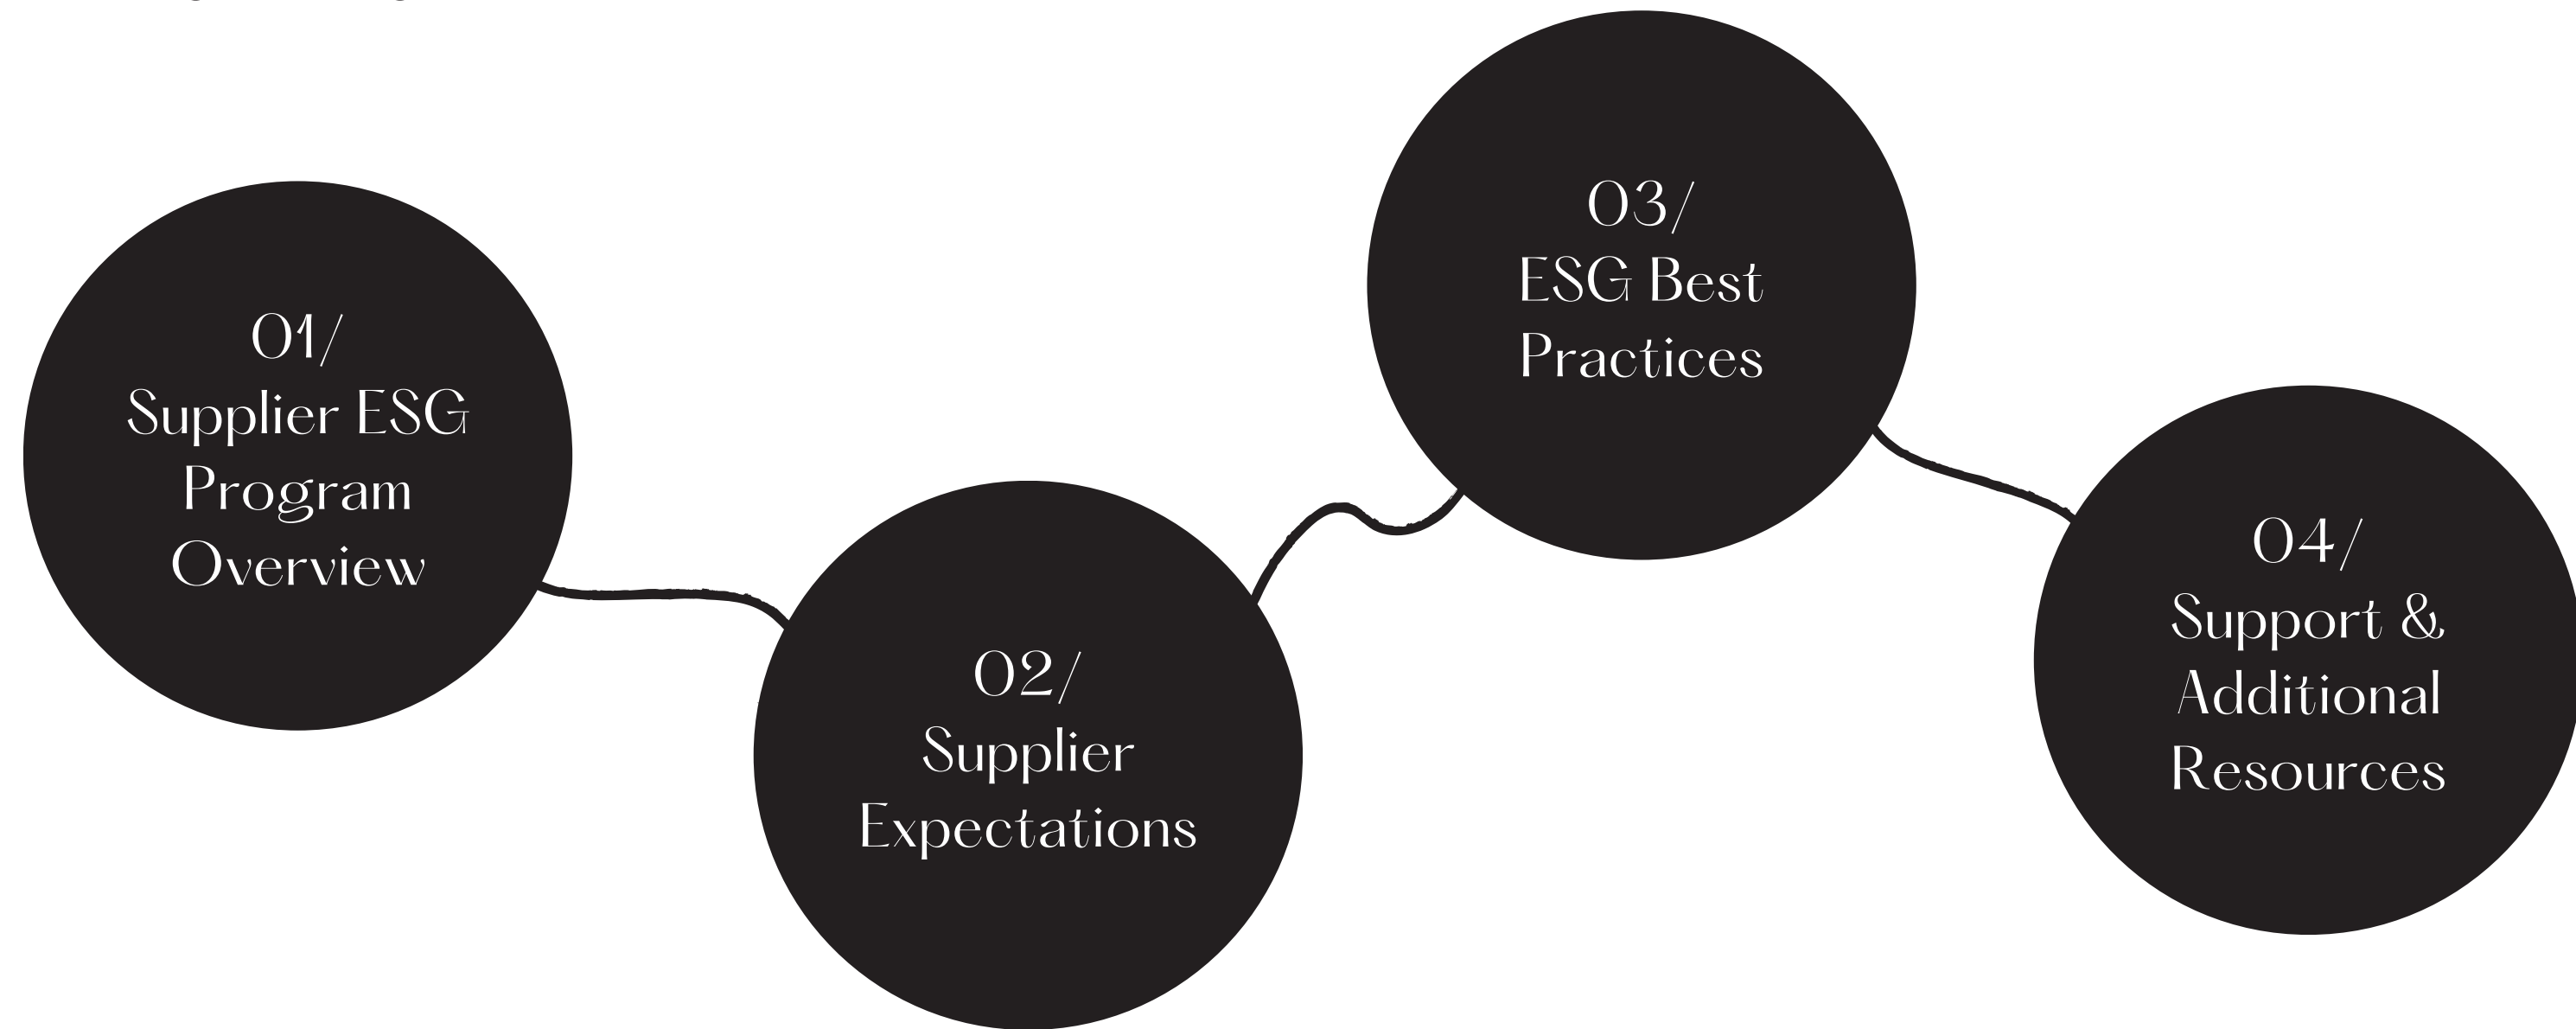 01/
Supplier ESG
Program
Overview
02/
Supplier
Expectations
03/
ESG Best
Practices
04/
Support &
Additional
Resources